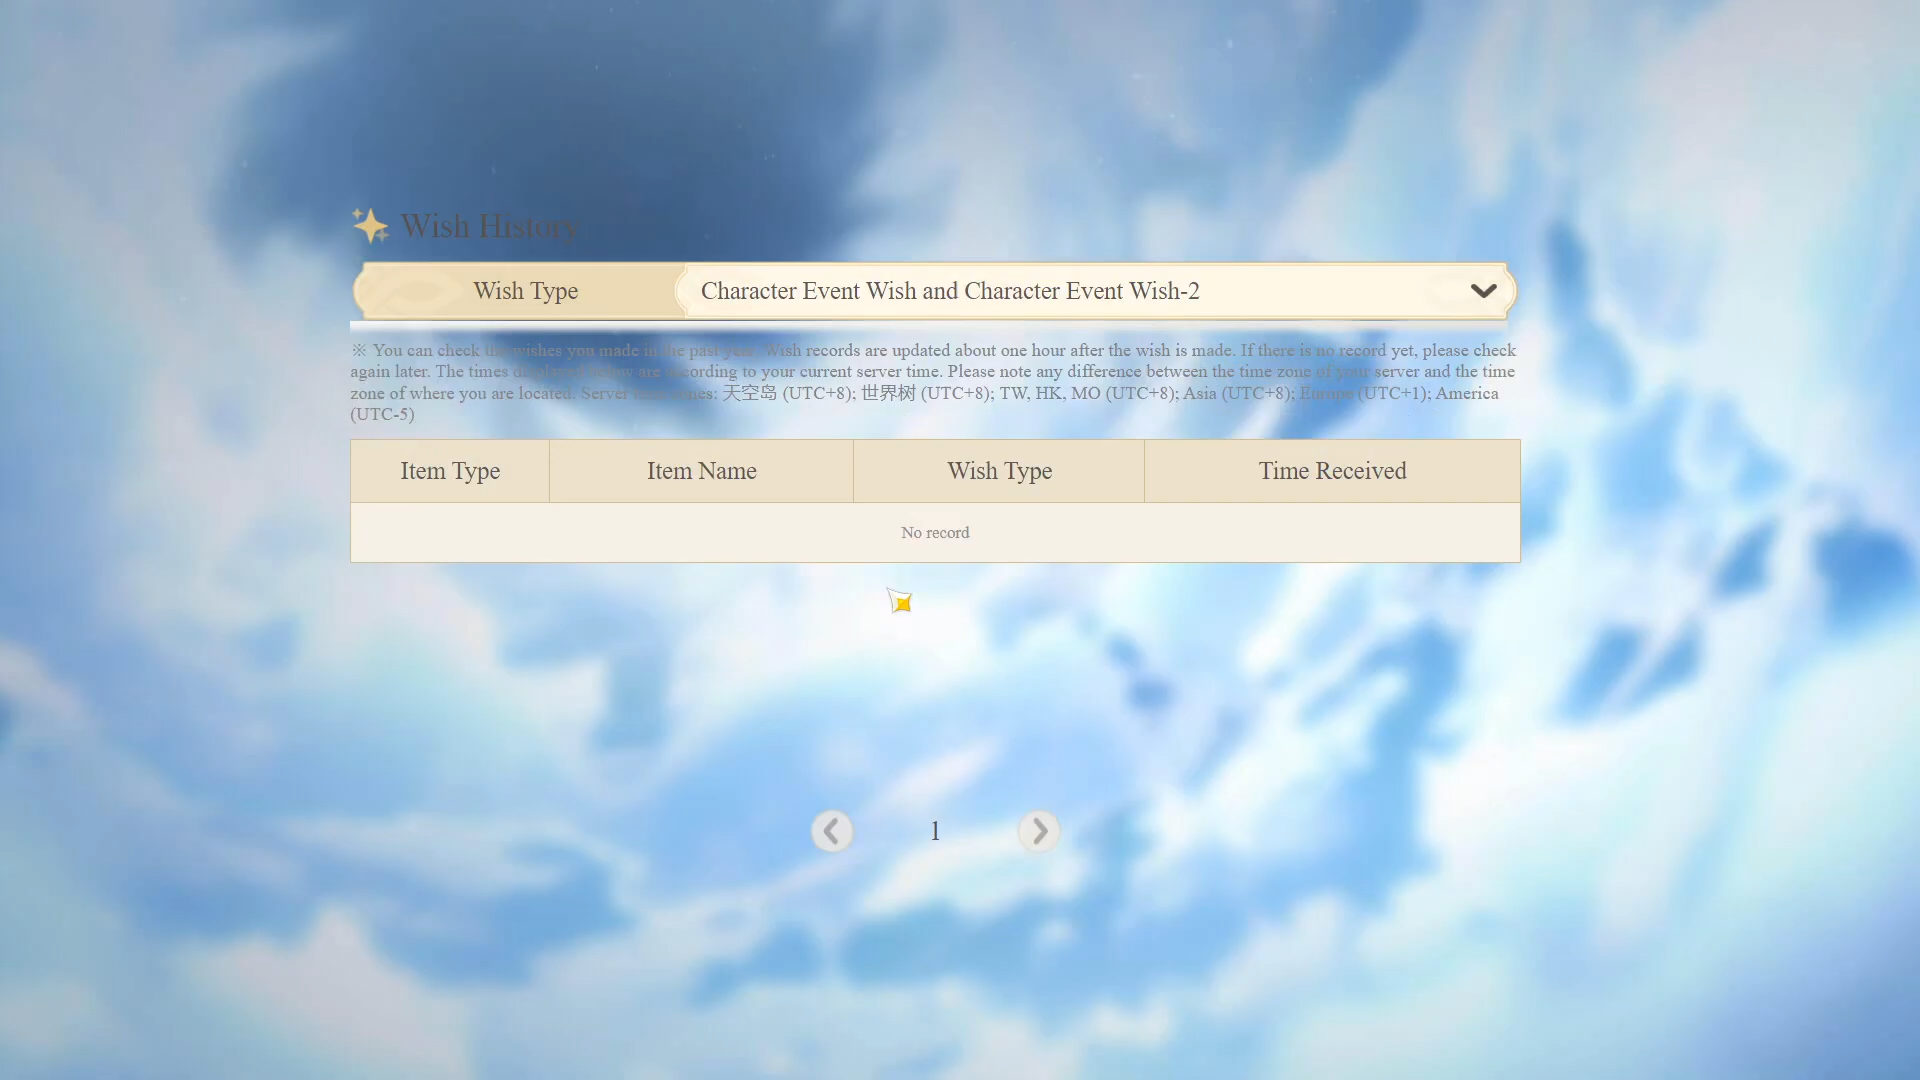 Wish History
Wish Type
Character Event Wish and Character Event Wish-2
※ You can check the wishes you made in the past year. Wish records are updated about one hour after the wish is made. If there is no record yet, please check
again later. The times displayed below are according to your current server time. Please note any difference between the time zone of your server and the time
zone of where you are located. Server time zones: 天空岛 (UTC+8); 世界树 (UTC+8); TW, HK, MO (UTC+8); Asia (UTC+8); Europe (UTC+1); America
(UTC-5)
Item Type
Item Name
Wish Type
Time Received
No record
1